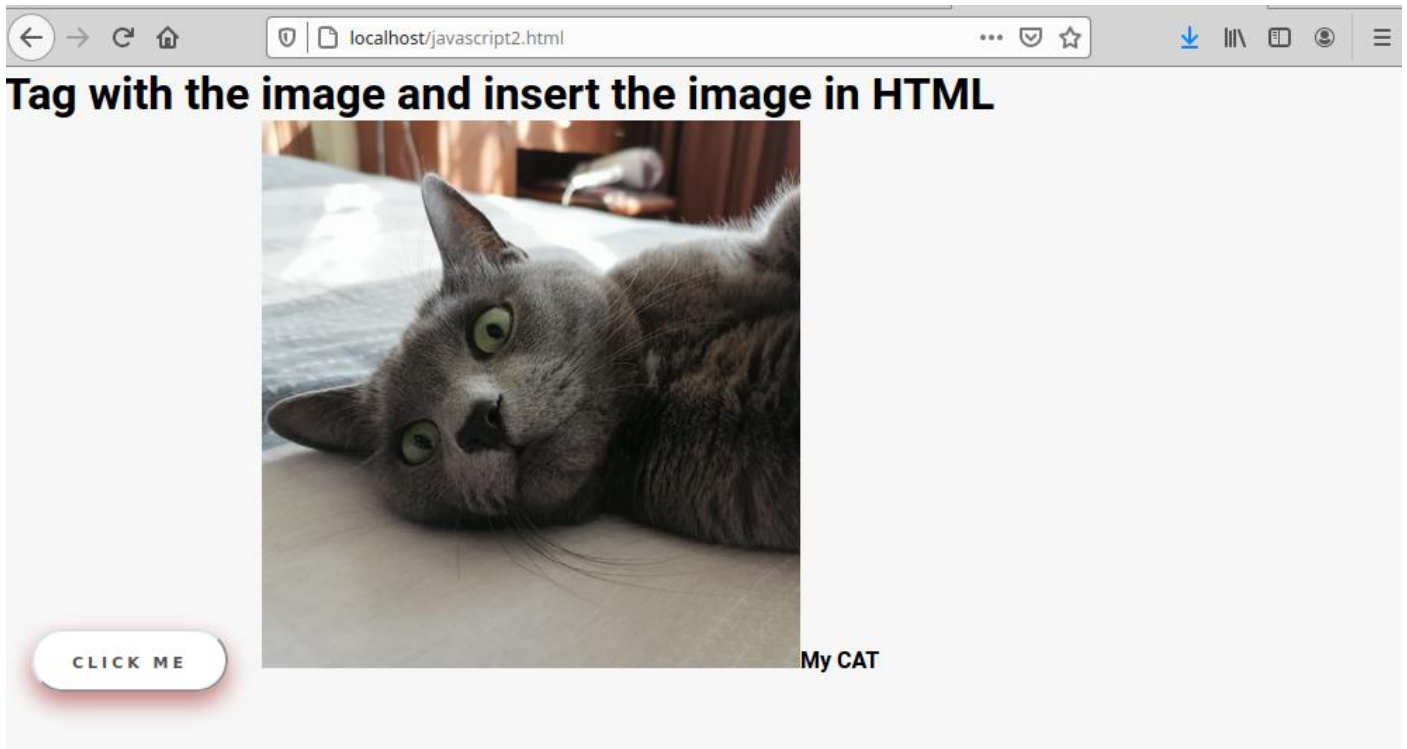 localhost/javascript2.html
Tag with the image and insert the image in HTML
CLICK ME
My CAT